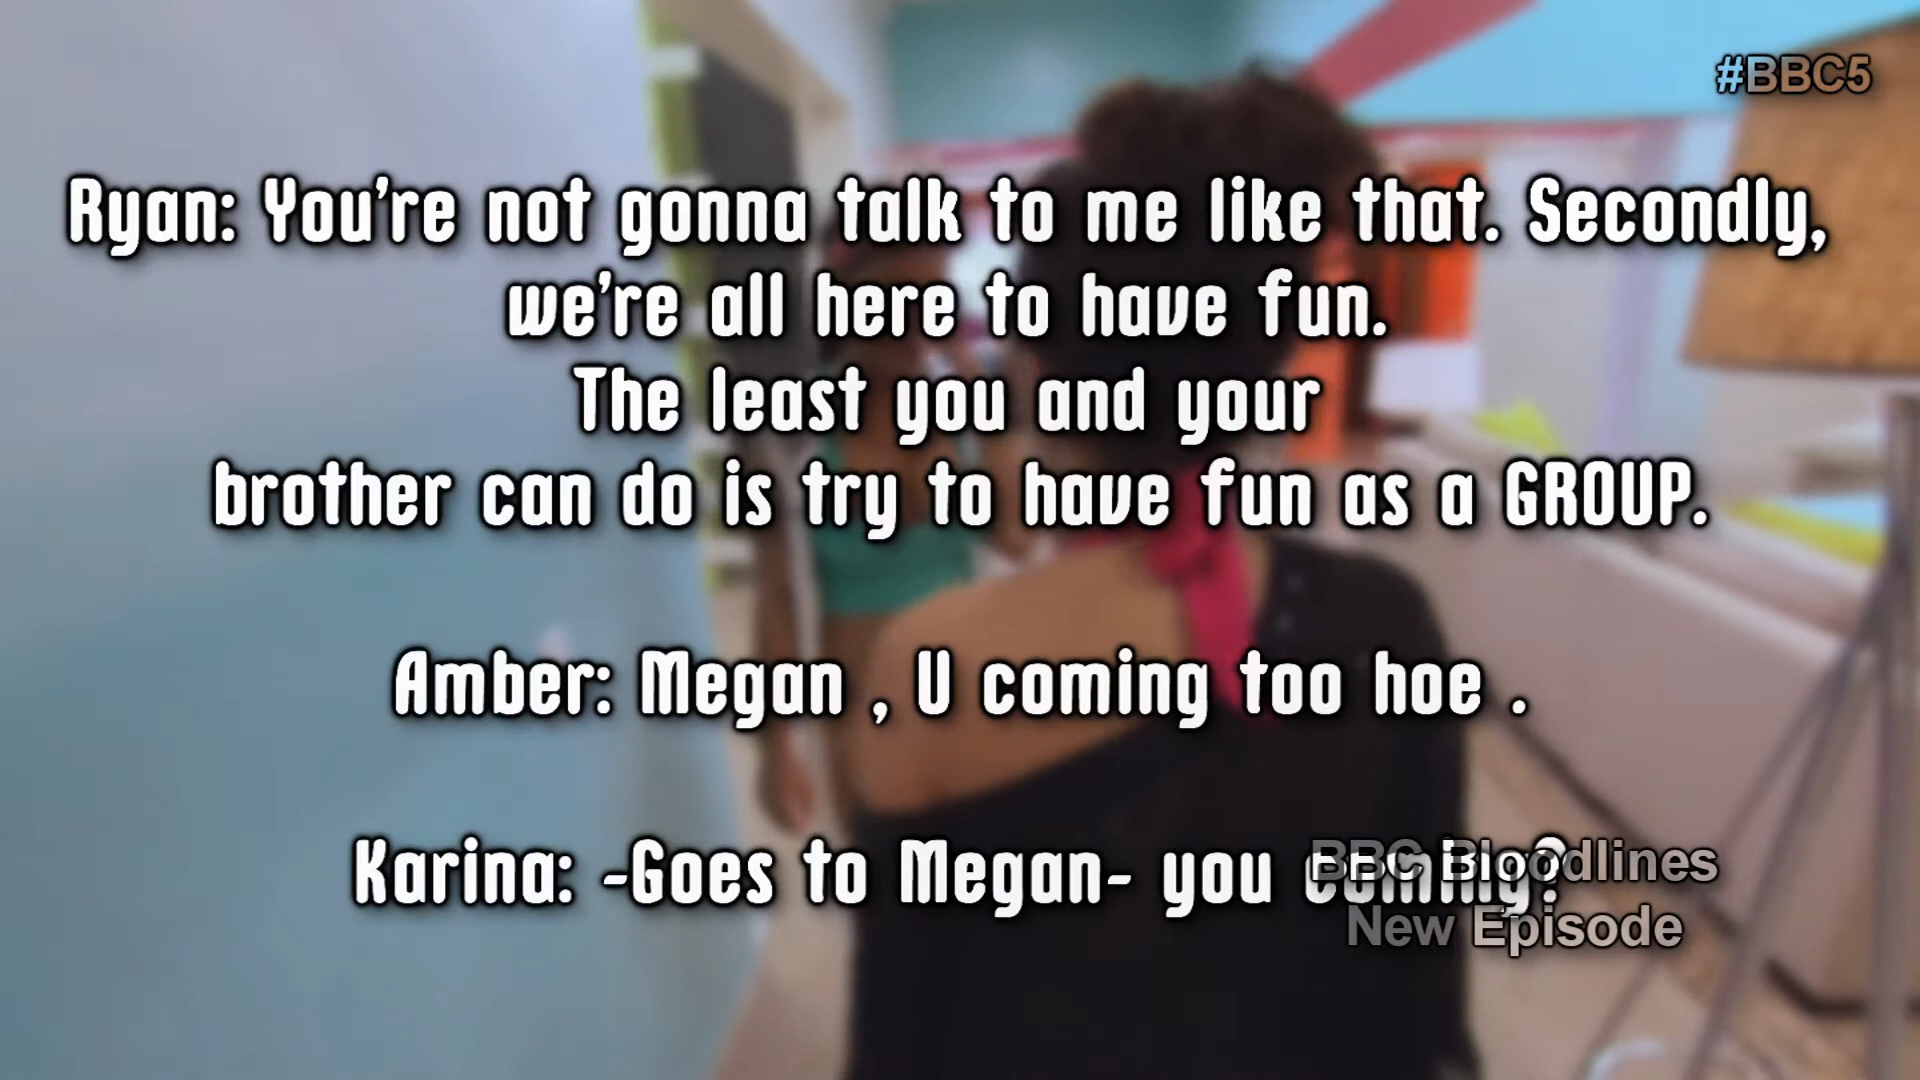 #BBC5
Ryan: You're not gonna talk to me like that. Secondly,
we're all here to have fun.
The least you and your
brother can do is try to have fun as a GROUP.
Amber: Megan , U coming too hoe .
Karina: -Goes to Megan- you coming?
BBC Bloodlines
New Episode